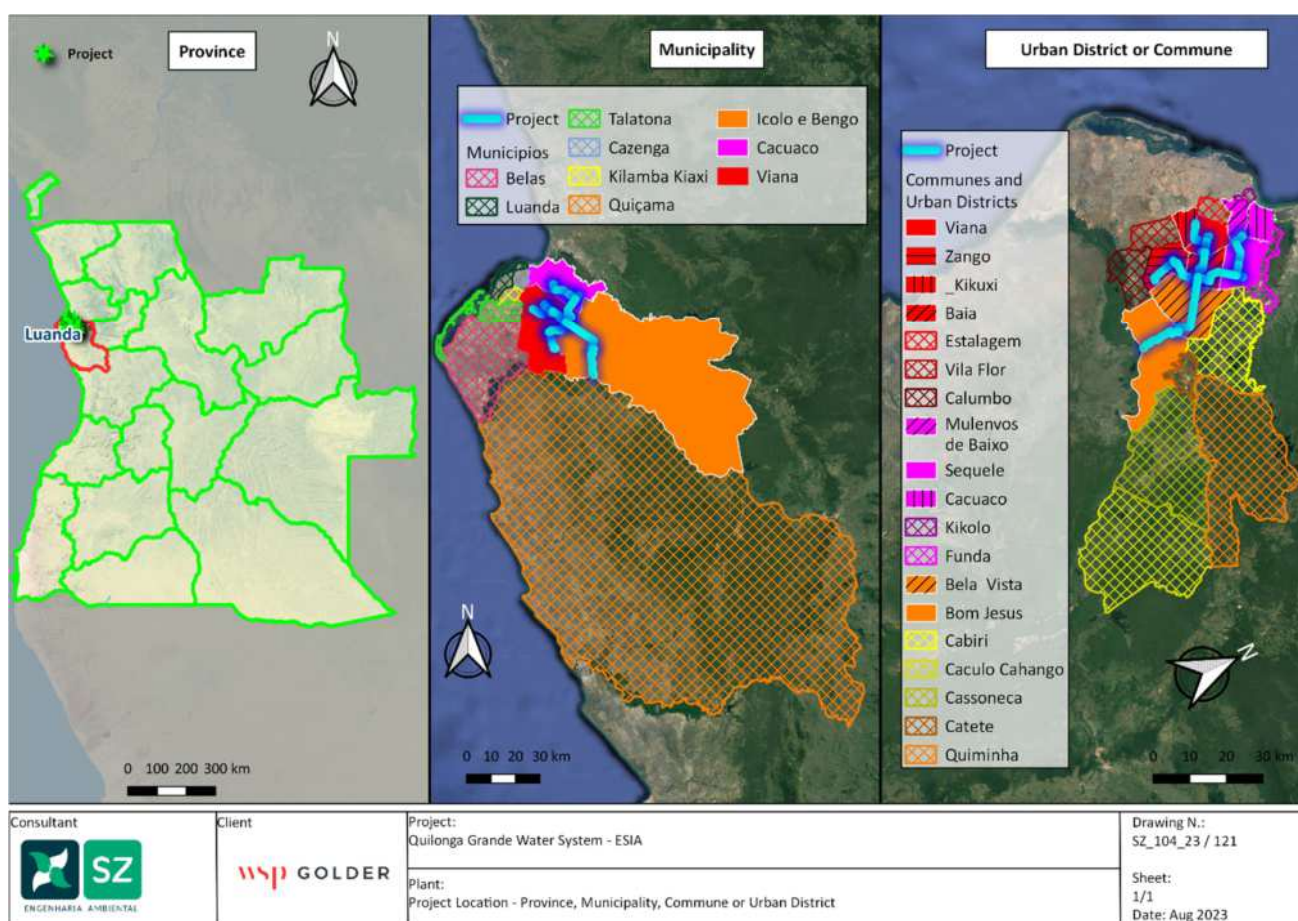 Project
Province
N
Luanda
0 100 200 300 km
Municipality
Project
Municipios
Belas
Luanda
Talatona
Cazenga
Kilamba Kiaxi
Quiçama
Icolo e Bengo
Cacuaco
Viana
N
0 10 20 30 km
Urban District or Commune
Project
Communes and
Urban Districts
Viana
Zango
_Kikuxi
Baia
Estalagem
Vila Flor
Calumbo
Mulenvos
de Baixo
Sequele
Cacuaco
Kikolo
Funda
Bela Vista
Bom Jesus
Cabiri
Caculo Cahango
Cassoneca
Catete
Quiminha
N
0 10 20 30 km
Consultant
SZ
ENGENHARIA AMBIENTAL
Client
wsp GOLDER
Project:
Quilonga Grande Water System - ESIA
Plant:
Project Location - Province, Municipality, Commune or Urban District
Drawing N.:
SZ_104_23 / 121
Sheet:
1/1
Date: Aug 2023